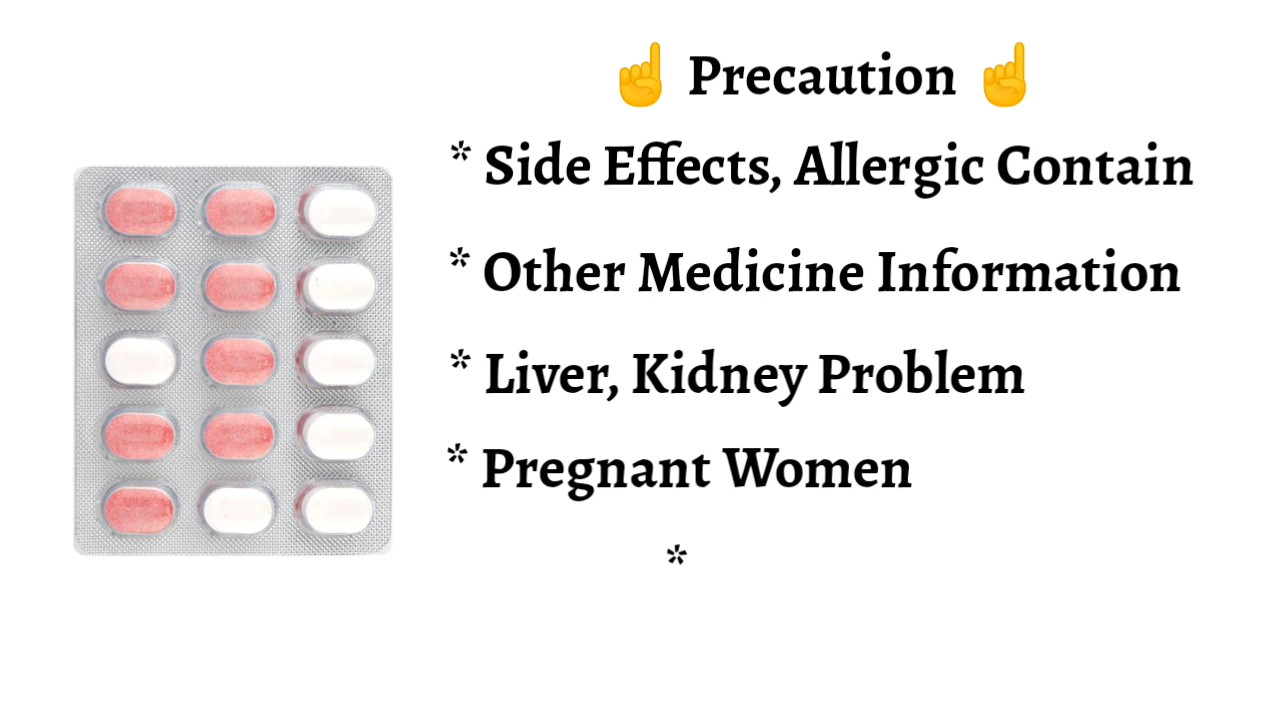 ☝ Precaution ☝
* Side Effects, Allergic Contain
* Other Medicine Information
* Liver, Kidney Problem
* Pregnant Women
*